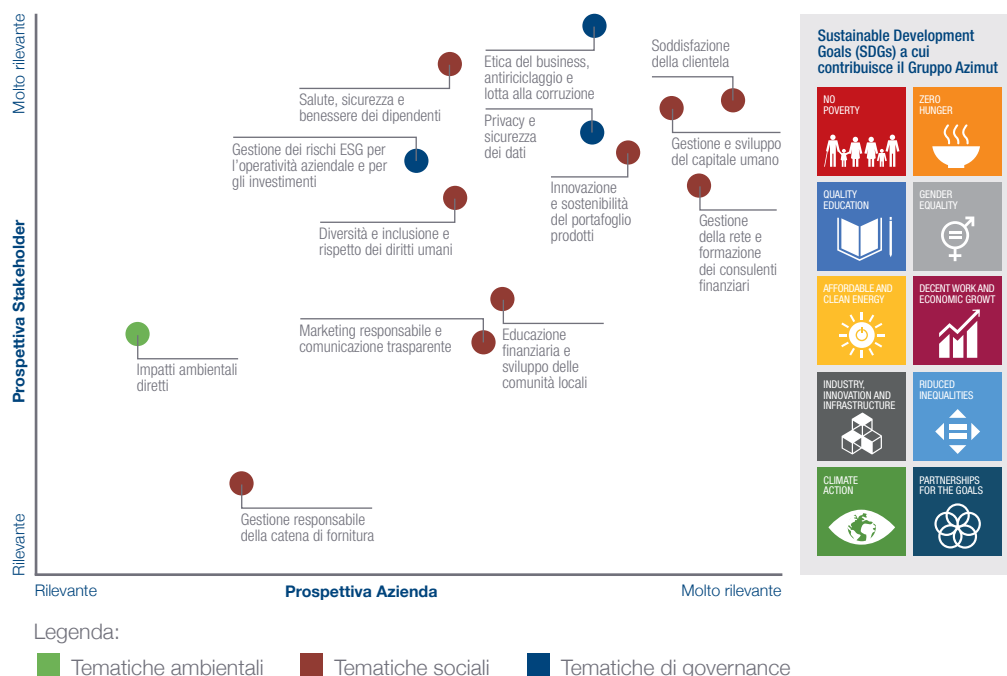 Molto rilevante
Prospettiva Stakeholder
Rilevante
Salute, sicurezza e
benessere dei dipendenti
Etica del business,
antiriciclaggio e
lotta alla corruzione
Soddisfazione
della clientela
Gestione dei rischi ESG per
l'operatività aziendale e per
gli investimenti
Privacy e
sicurezza
dei dati
Gestione e sviluppo
del capitale umano
Diversità e inclusione e
rispetto dei diritti umani
Innovazione
e sostenibilità
del portafoglio
prodotti
Gestione
della rete e
formazione
dei consulenti
finanziari
Marketing responsabile e
comunicazione trasparente
Educazione
finanziaria e
sviluppo delle
comunità locali
Impatti ambientali
diretti
Gestione responsabile
della catena di fornitura
Rilevante
Prospettiva Azienda
Molto rilevante
Legenda:
Tematiche ambientali
Tematiche sociali
Tematiche di governance
Sustainable Development
Goals (SDGs) a cui
contribuisce il Gruppo Azimut
NO
POVERTY
ZERO
HUNGER
QUALITY
EDUCATION
GENDER
EQUALITY
AFFORDABLE AND
CLEAN ENERGY
DECENT WORK AND
ECONOMIC GROWT
INDUSTRY,
INNOVATION AND
INFRASTRUCTURE
RIDUCED
INEQUALITIES
CLIMATE
ACTION
PARTNERSHIPS
FOR THE GOALS